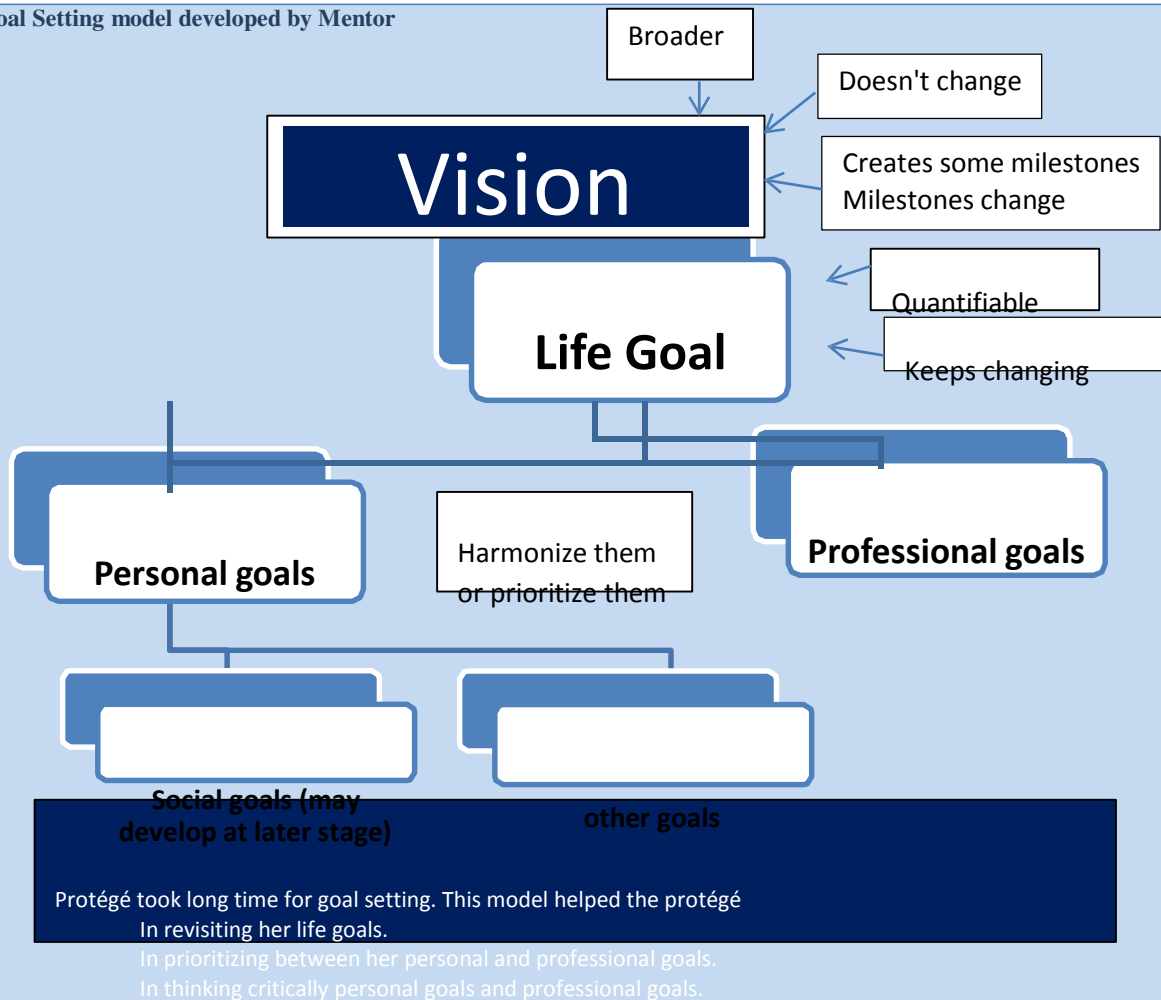 oal Setting model developed by Mentor
Broader
Doesn't change
Vision
Creates some milestones
Milestones change
Quantifiable
Life Goal
Keeps changing
Personal goals
Harmonize them
or prioritize them
Professional goals
Social goals (may
develop at later stage)
other goals
Protégé took long time for goal setting. This model helped the protégé
In revisiting her life goals.
In prioritizing between her personal and professional goals.
In thinking critically personal goals and professional goals.